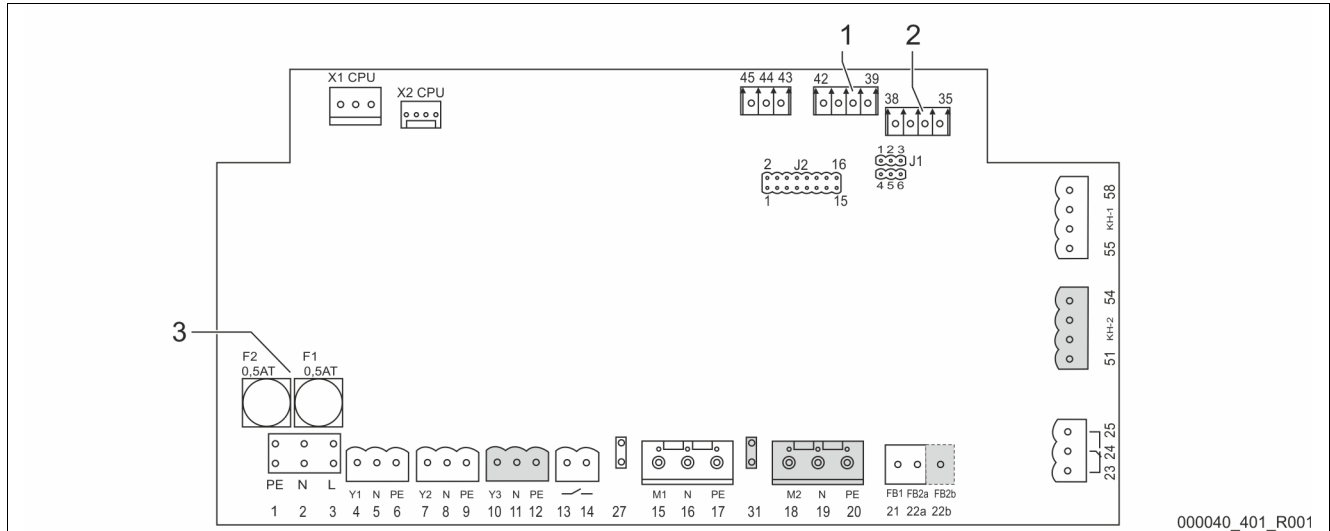 1 2
X1 CPU
X2 CPU
45 44 43
42 39
38 35
1 2 3
J1
4 5 6
2 J2 16
1 15
58
KH-1
55
54
KH-2
51
3
F2 F1
0,5AT 0,5AT
25
24
23
PE N L
Y1 N PE Y2 N PE Y3 N PE M1 N PE M2 N PE FB1 FB2a FB2b
1 2 3 4 5 6 7 8 9 10 11 12 13 14 27 15 16 17 31 18 19 20 21 22a 22b
000040_401_R001